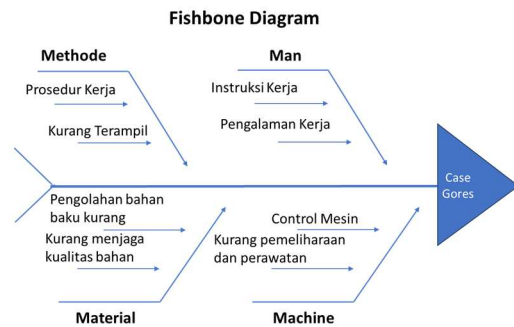 Fishbone Diagram
Methode
Man
Prosedur Kerja
Kurang Terampil
Instruksi Kerja
Pengalaman Kerja
Case
Gores
Pengolahan bahan
baku kurang
Kurang menjaga
kualitas bahan
Control Mesin
Kurang pemeliharaan
dan perawatan
Material
Machine